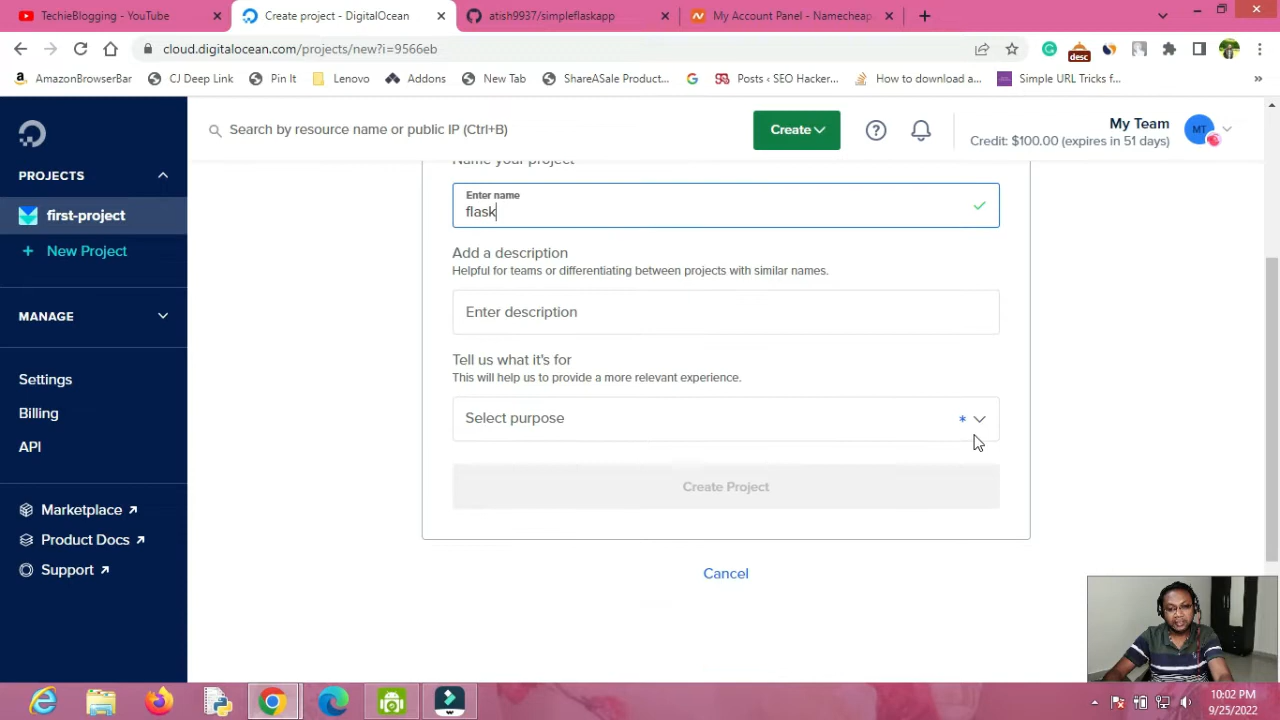 TechieBlogging - YouTube
Create project - DigitalOcean
atish9937/simpleflaskapp
My Account Panel - Namecheap
cloud.digitalocean.com/projects/new?i=9566eb
desc
AmazonBrowserBar
CJ Deep Link
Pin It
Lenovo
Addons
New Tab
ShareASale Product...
Posts ‹ SEO Hacker...
How to download a...
Simple URL Tricks f...
Search by resource name or public IP (Ctrl+B)
Create
My Team
Credit: $100.00 (expires in 51 days)
MT
PROJECTS
first-project
+ New Project
MANAGE
Settings
Billing
API
Marketplace
Product Docs
Support
Name your project
Enter name
flask
Add a description
Helpful for teams or differentiating between projects with similar names.
Enter description
Tell us what it's for
This will help us to provide a more relevant experience.
Select purpose *
Create Project
Cancel
10:02 PM
9/25/2022